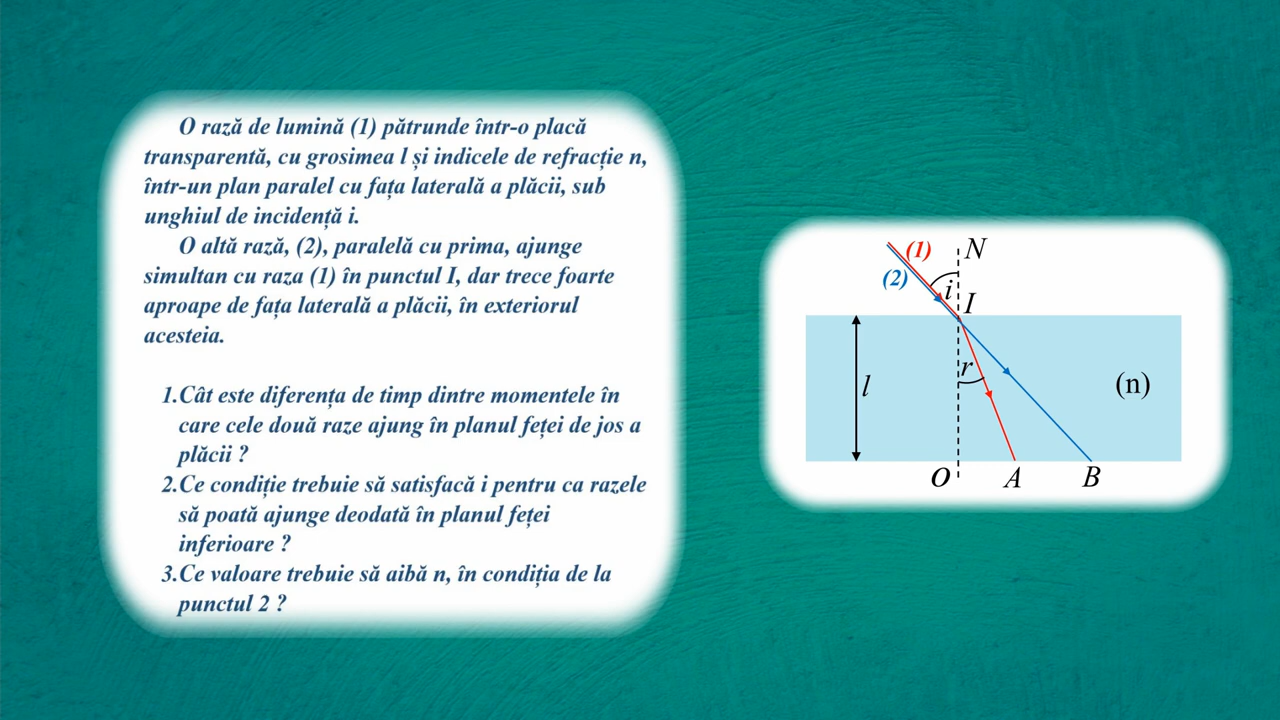 O rază de lumină (1) pătrunde într-o placă
transparentă, cu grosimea l și indicele de refracție n,
într-un plan paralel cu fața laterală a plăcii, sub
unghiul de incidență i.
O altă rază, (2), paralelă cu prima, ajunge
simultan cu raza (1) în punctul I, dar trece foarte
aproape de fața laterală a plăcii, în exteriorul
acesteia.
1.Cât este diferența de timp dintre momentele în
care cele două raze ajung în planul feței de jos a
plăcii ?
2.Ce condiție trebuie să satisfacă i pentru ca razele
să poată ajunge deodată în planul feței
inferioare ?
3.Ce valoare trebuie să aibă n, în condiția de la
punctul 2 ?
(1)
N
(2)
i
I
r
l
(n)
O
A
B